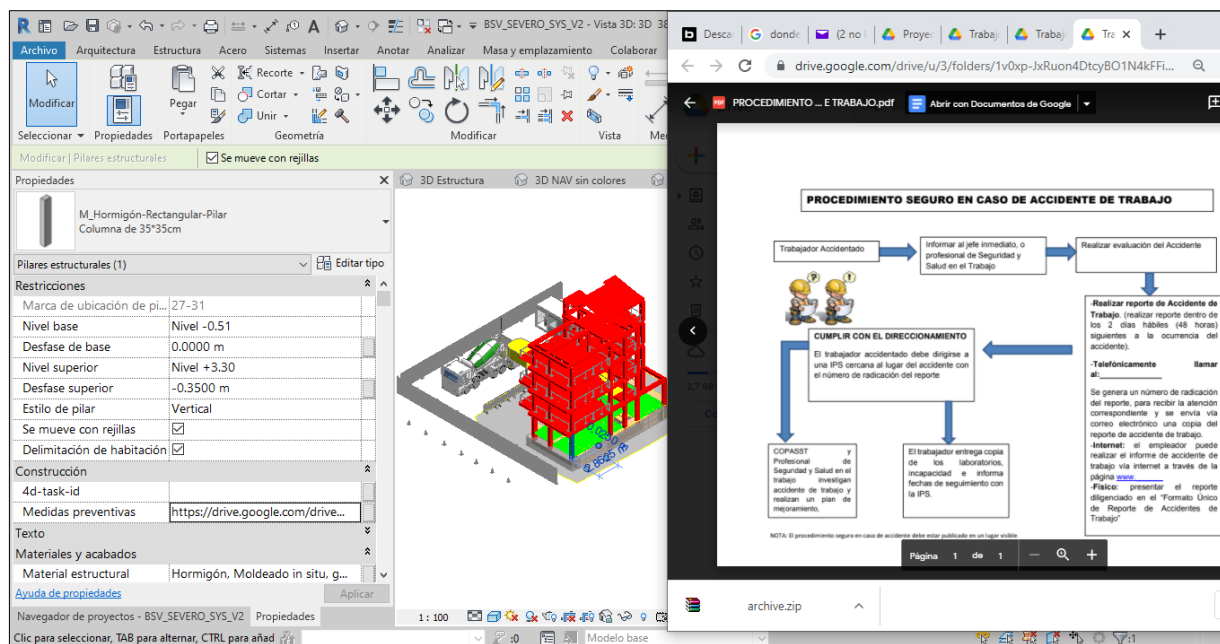 BSV_SEVERO_SYS_V2 - Vista 3D: 3D 38
Archivo Arquitectura Estructura Acero Sistemas Insertar Anotar Analizar Masa y emplazamiento Colaborar
Modificar
Propiedades
Pegar
Recorte
Cortar
Unir
Seleccionar Propiedades Portapapeles Geometría Modificar Vista
Modificar | Pilares estructurales Se mueve con rejillas
Propiedades
M_Hormigón-Rectangular-Pilar
Columna de 35*35cm
Pilares estructurales (1) Editar tipo
Restricciones
Marca de ubicación de pi... 27-31
Nivel base Nivel -0.51
Desfase de base 0.0000 m
Nivel superior Nivel +3.30
Desfase superior -0.3500 m
Estilo de pilar Vertical
Se mueve con rejillas
Delimitación de habitación
Construcción
4d-task-id
Medidas preventivas https://drive.google.com/drive...
Texto
Materiales y acabados
Material estructural Hormigón, Moldeado in situ, g...
Ayuda de propiedades Aplicar
Navegador de proyectos - BSV_SEVERO_SYS_V2 Propiedades
Clic para seleccionar, TAB para alternar, CTRL para añad
3D Estructura 3D NAV sin colores
1 : 100
:0 Modelo base :1
Desca donde (2 no l Proyec Trabaj Trabaj Tra
drive.google.com/drive/u/3/folders/1v0xp-JxRuon4DtcyBO1N4kFFi...
PROCEDIMIENTO ... E TRABAJO.pdf Abrir con Documentos de Google
PROCEDIMIENTO SEGURO EN CASO DE ACCIDENTE DE TRABAJO
Trabajador Accidentado
Informar al jefe inmediato, o
profesional de Seguridad y
Salud en el Trabajo
Realizar evaluación del Accidente
-Realizar reporte de Accidente de
Trabajo. (realizar reporte dentro de
los 2 días hábiles (48 horas)
siguientes a la ocurrencia del
accidente).
-Telefónicamente llamar
al:
Se genera un número de radicación
del reporte, para recibir la atención
correspondiente y se envía vía
correo electrónico una copia del
reporte de accidente de trabajo.
-Internet: el empleador puede
realizar el informe de accidente de
trabajo vía internet a través de la
página www.
-Físico: presentar el reporte
diligenciado en el "Formato Único
de Reporte de Accidentes de
Trabajo"
CUMPLIR CON EL DIRECCIONAMIENTO
El trabajador accidentado debe dirigirse a
una IPS cercana al lugar del accidente con
el número de radicación del reporte
COPASST y
Profesional de
Seguridad y Salud en el
trabajo investigan
accidente de trabajo y
realizan un plan de
mejoramiento,
El trabajador entrega copia
de los laboratorios,
incapacidad e informa
fechas de seguimiento con
la IPS.
NOTA: El procedimiento seguro en caso de accidente debe estar publicado en un lugar visible.
Página 1 de 1
archive.zip